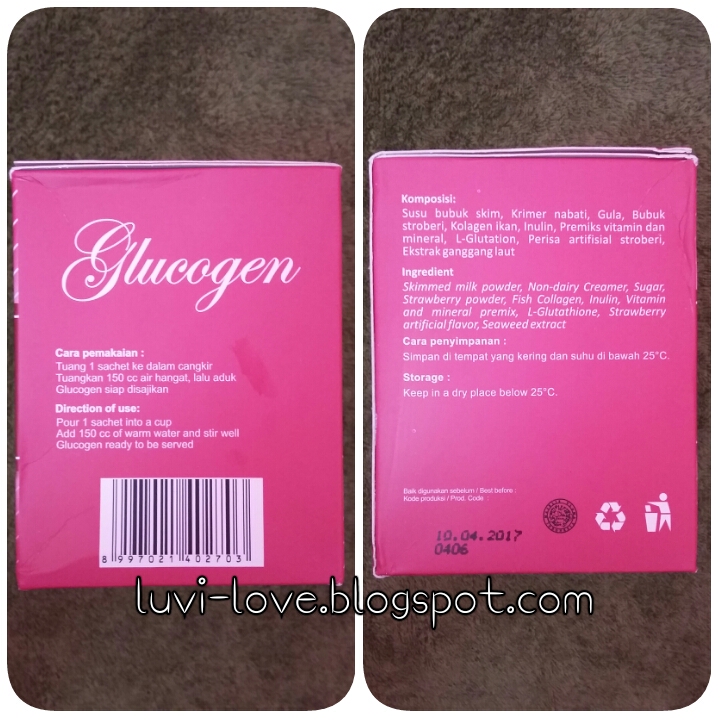 Glucogen
Cara pemakaian :
Tuang 1 sachet ke dalam cangkir
Tuangkan 150 cc air hangat, lalu aduk
Glucogen siap disajikan
Direction of use:
Pour 1 sachet into a cup
Add 150 cc of warm water and stir well
Glucogen ready to be served
8 997021 402703
Komposisi:
Susu bubuk skim, Krimer nabati, Gula, Bubuk
stroberi, Kolagen ikan, Inulin, Premiks vitamin dan
mineral, L-Glutation, Perisa artifisial stroberi,
Ekstrak ganggang laut
Ingredient
Skimmed milk powder, Non-dairy Creamer, Sugar,
Strawberry powder, Fish Collagen, Inulin, Vitamin
and mineral premix, L-Glutathione, Strawberry
artificial flavor, Seaweed extract
Cara penyimpanan :
Simpan di tempat yang kering dan suhu di bawah 25°C.
Storage :
Keep in a dry place below 25°C.
Baik digunakan sebelum / Best before :
Kode produksi / Prod. Code :
10.04.2017
0406
luvi-love.blogspot.com